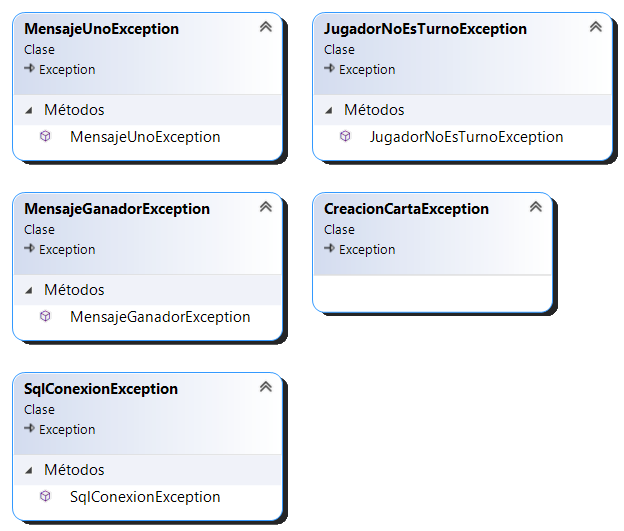 MensajeUnoException
Clase
Exception
Métodos
MensajeUnoException
JugadorNoEsTurnoException
Clase
Exception
Métodos
JugadorNoEsTurnoException
MensajeGanadorException
Clase
Exception
Métodos
MensajeGanadorException
CreacionCartaException
Clase
Exception
SqlConexionException
Clase
Exception
Métodos
SqlConexionException